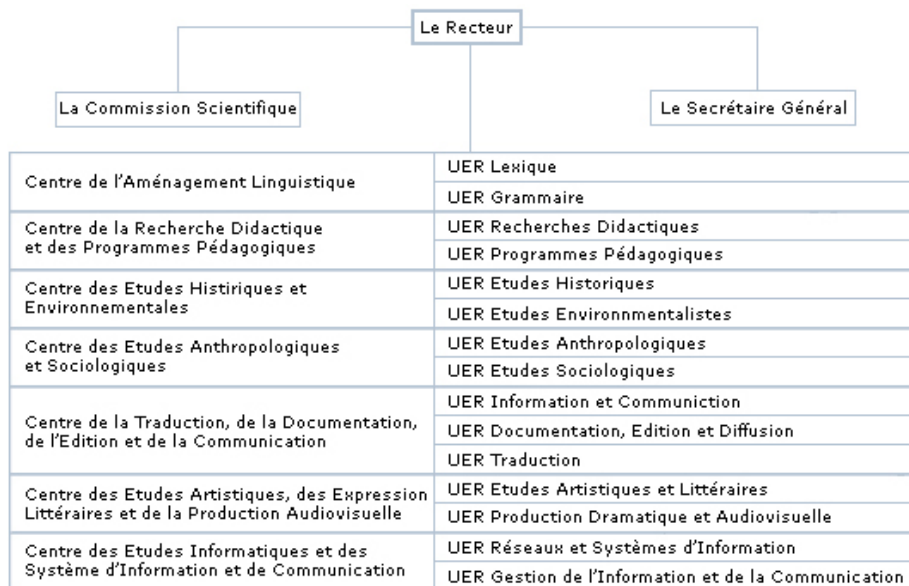 Le Recteur
La Commission Scientifique
Le Secrétaire Général
Centre de l'Aménagement Linguistique
UER Lexique
UER Grammaire
Centre de la Recherche Didactique
et des Programmes Pédagogiques
UER Recherches Didactiques
UER Programmes Pédagogiques
Centre des Etudes Histiriques et
Environnementales
UER Etudes Historiques
UER Etudes Environnmentalistes
Centre des Etudes Anthropologiques
et Sociologiques
UER Etudes Anthropologiques
UER Etudes Sociologiques
Centre de la Traduction, de la Documentation,
de l'Edition et de la Communication
UER Information et Communiction
UER Documentation, Edition et Diffusion
UER Traduction
Centre des Etudes Artistiques, des Expression
Littéraires et de la Production Audiovisuelle
UER Etudes Artistiques et Littéraires
UER Production Dramatique et Audiovisuelle
Centre des Etudes Informatiques et des
Système d'Information et de Communication
UER Réseaux et Systèmes d'Information
UER Gestion de l'Information et de la Communication